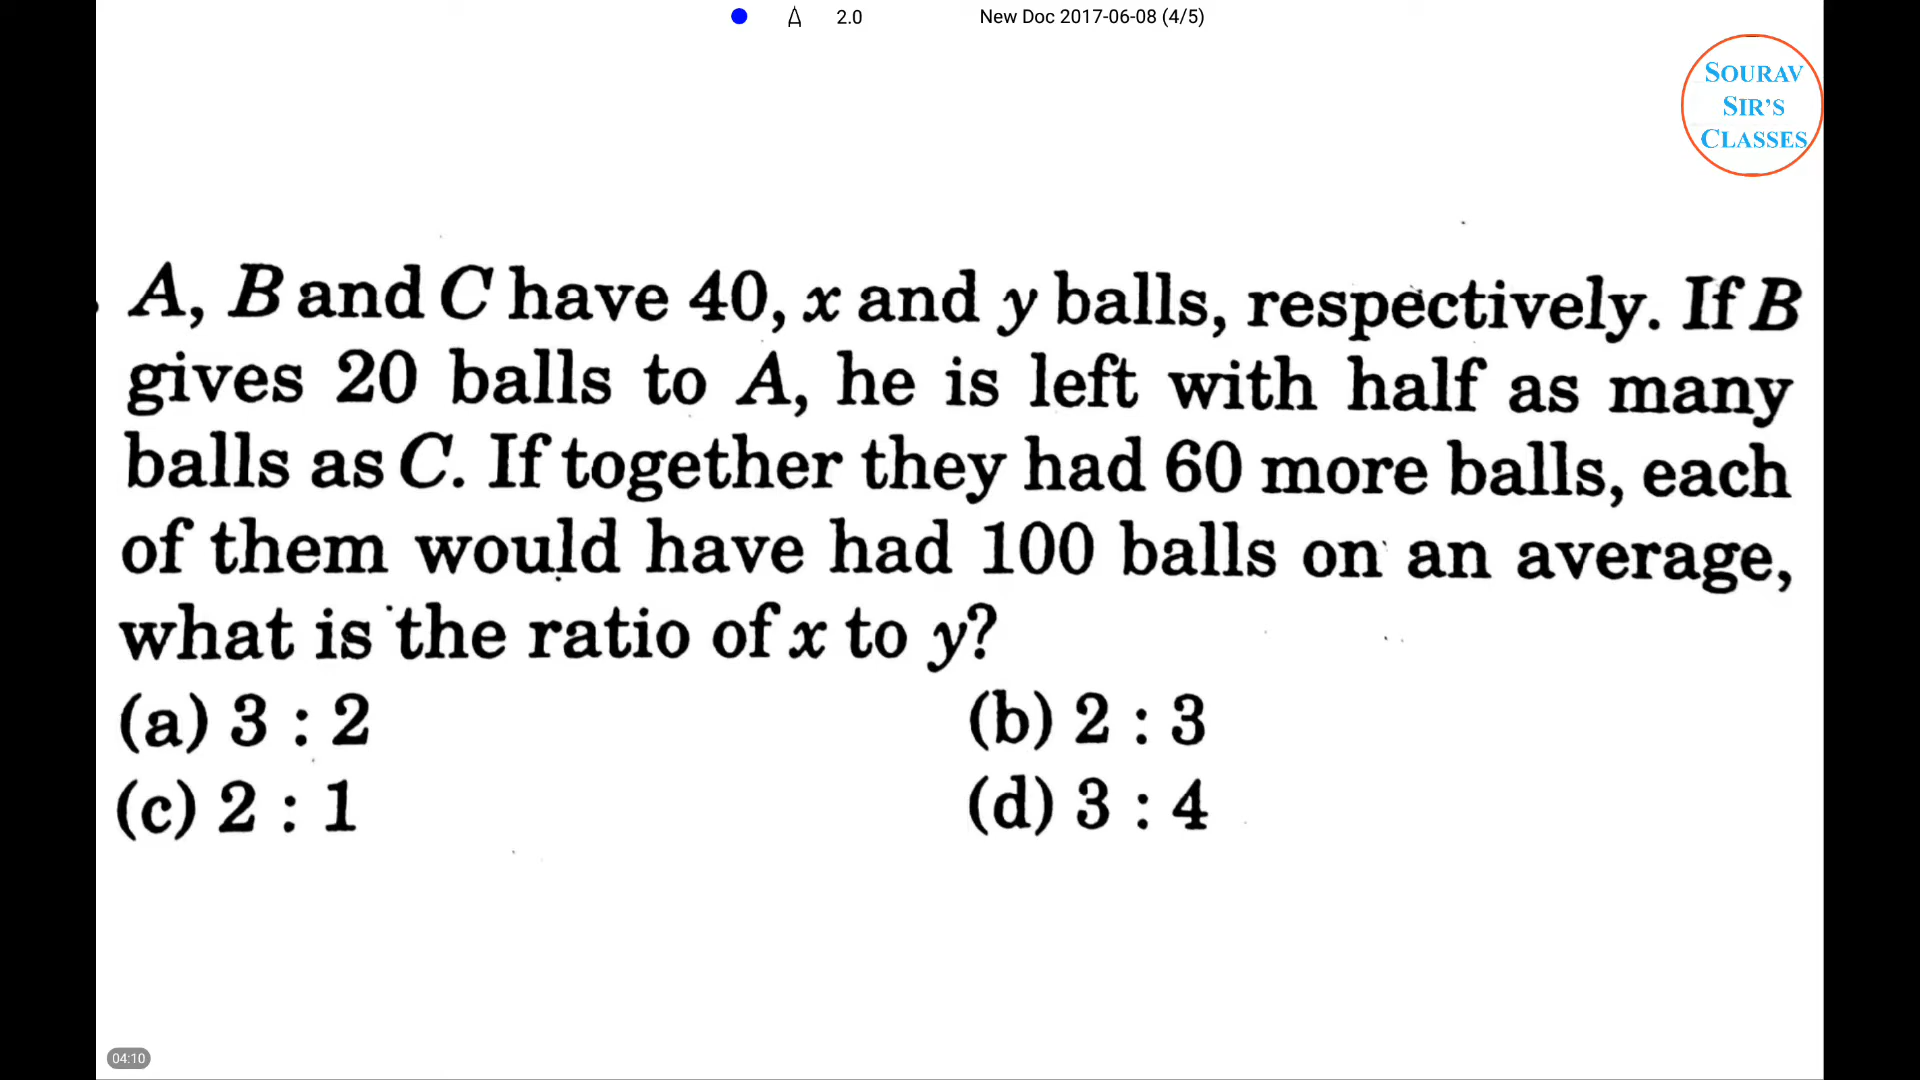 2.0 New Doc 2017-06-08 (4/5)
SOURAV
SIR'S
CLASSES
A, B and C have 40, x and y balls, respectively. If B
gives 20 balls to A, he is left with half as many
balls as C. If together they had 60 more balls, each
of them would have had 100 balls on an average,
what is the ratio of x to y?
(a) 3 : 2 (b) 2 : 3
(c) 2 : 1 (d) 3 : 4
04:10